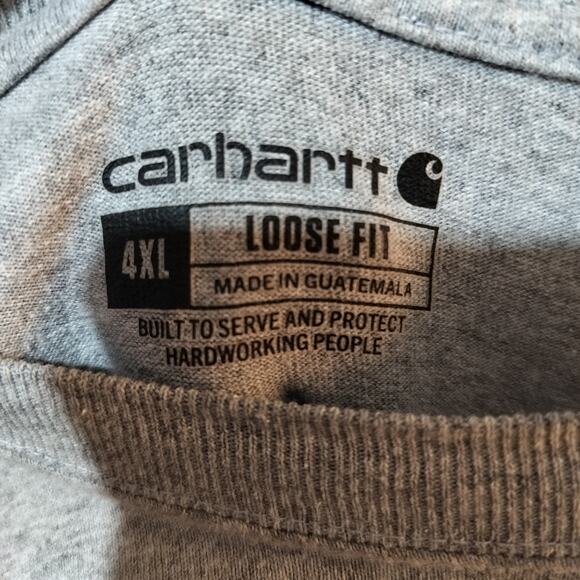 carhartt
4XL LOOSE FIT
MADE IN GUATEMALA
BUILT TO SERVE AND PROTECT
HARDWORKING PEOPLE